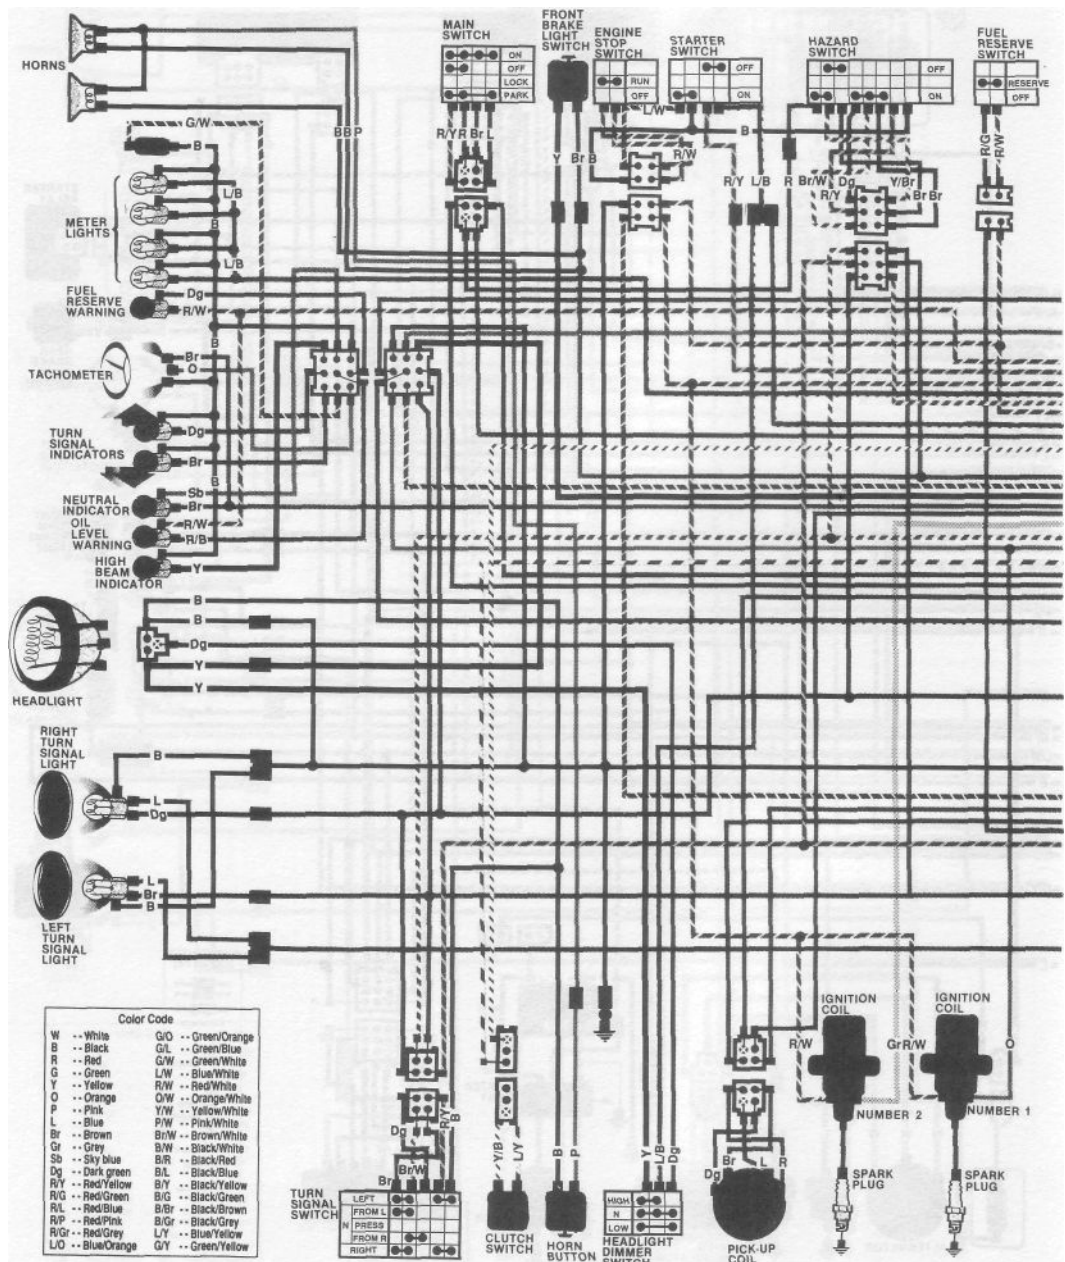 MAIN
SWITCH
FRONT
BRAKE
LIGHT
SWITCH
ENGINE
STOP
SWITCH
STARTER
SWITCH
HAZARD
SWITCH
FUEL
RESERVE
SWITCH
ON
OFF
LOCK
PARK
RUN
OFF
OFF
ON
OFF
ON
RESERVE
OFF
HORNS
G/W
B
B B P
R/Y R Br L
Y
Br B
L/W
R/W
R/Y
L/B
B
R
Br/W
R/Y
Dg
Y/Br
Br Br
R/G
R/W
METER
LIGHTS
L/B
B
L/B
FUEL
RESERVE
WARNING
Dg
R/W
B
TACHOMETER
Br
O
TURN
SIGNAL
INDICATORS
Dg
Br
B
NEUTRAL
INDICATOR
Sb
Br
OIL
LEVEL
WARNING
R/W
R/B
HIGH
BEAM
INDICATOR
Y
HEADLIGHT
B
B
Dg
Y
Y
RIGHT
TURN
SIGNAL
LIGHT
B
L
Dg
LEFT
TURN
SIGNAL
LIGHT
L
Br
B
Color Code
W -- White
B -- Black
R -- Red
G -- Green
Y -- Yellow
O -- Orange
P -- Pink
L -- Blue
Br -- Brown
Gr -- Grey
Sb -- Sky blue
Dg -- Dark green
R/Y -- Red/Yellow
R/G -- Red/Green
R/L -- Red/Blue
R/P -- Red/Pink
R/Gr -- Red/Grey
L/O -- Blue/Orange
G/O -- Green/Orange
G/L -- Green/Blue
G/W -- Green/White
L/W -- Blue/White
R/W -- Red/White
O/W -- Orange/White
Y/W -- Yellow/White
P/W -- Pink/White
Br/W -- Brown/White
B/W -- Black/White
B/R -- Black/Red
B/L -- Black/Blue
B/Y -- Black/Yellow
B/G -- Black/Green
B/Br -- Black/Brown
B/Gr -- Black/Grey
L/Y -- Blue/Yellow
G/Y -- Green/Yellow
TURN
SIGNAL
SWITCH
Dg
Br/W
Br
R/Y
B
LEFT
FROM L
N PRESS
FROM R
RIGHT
Y/B
L/Y
CLUTCH
SWITCH
B
P
HORN
BUTTON
Y
Y/B
Dg
HIGH
N
LOW
HEADLIGHT
DIMMER
SWITCH
Dg
Br
L
R
PICK-UP
COIL
IGNITION
COIL
R/W
Gr
NUMBER 2
SPARK
PLUG
IGNITION
COIL
R/W
O
NUMBER 1
SPARK
PLUG